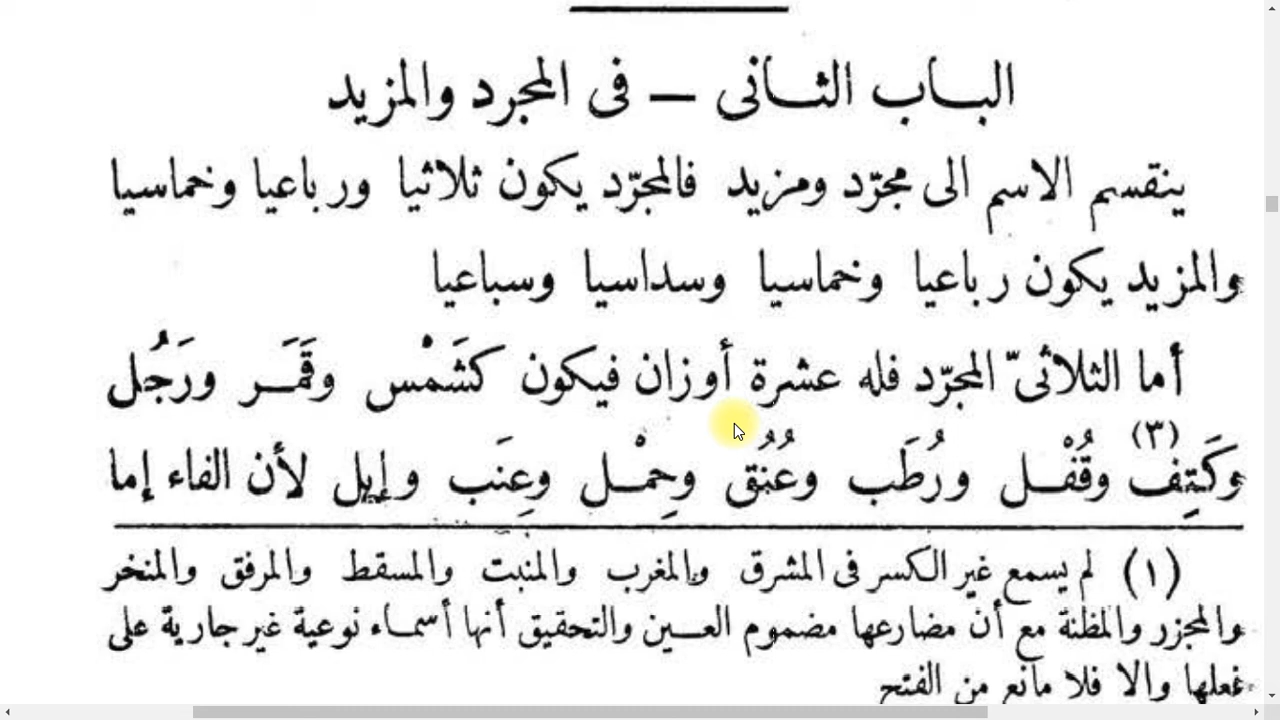 الباب الثانى — فى المجرد والمزيد
ينقسم الاسم الى مجرّد ومزيد فالمجرّد يكون ثلاثيا ورباعيا وخماسيا
والمزيد يكون رباعيا وخماسيا وسداسيا وسباعيا
أما الثلاثىّ المجرّد فله عشرة أوزان فيكون كشَمْس وقَمَر ورَجُل
(٣)
وكَتِف وقُفْل ورُطَب وعُنُق وحِمْل وعِنَب وإبِل لأن الفاء إما
(١) لم يسمع غير الكسر فى المشرق والمغرب والمنبت والمسقط والمرفق والمنخر
والمجزر والمظنة مع أن مضارعها مضموم العين والتحقيق أنها أسماء نوعية غير جارية على
فعلها والا فلا مانع من الفتح